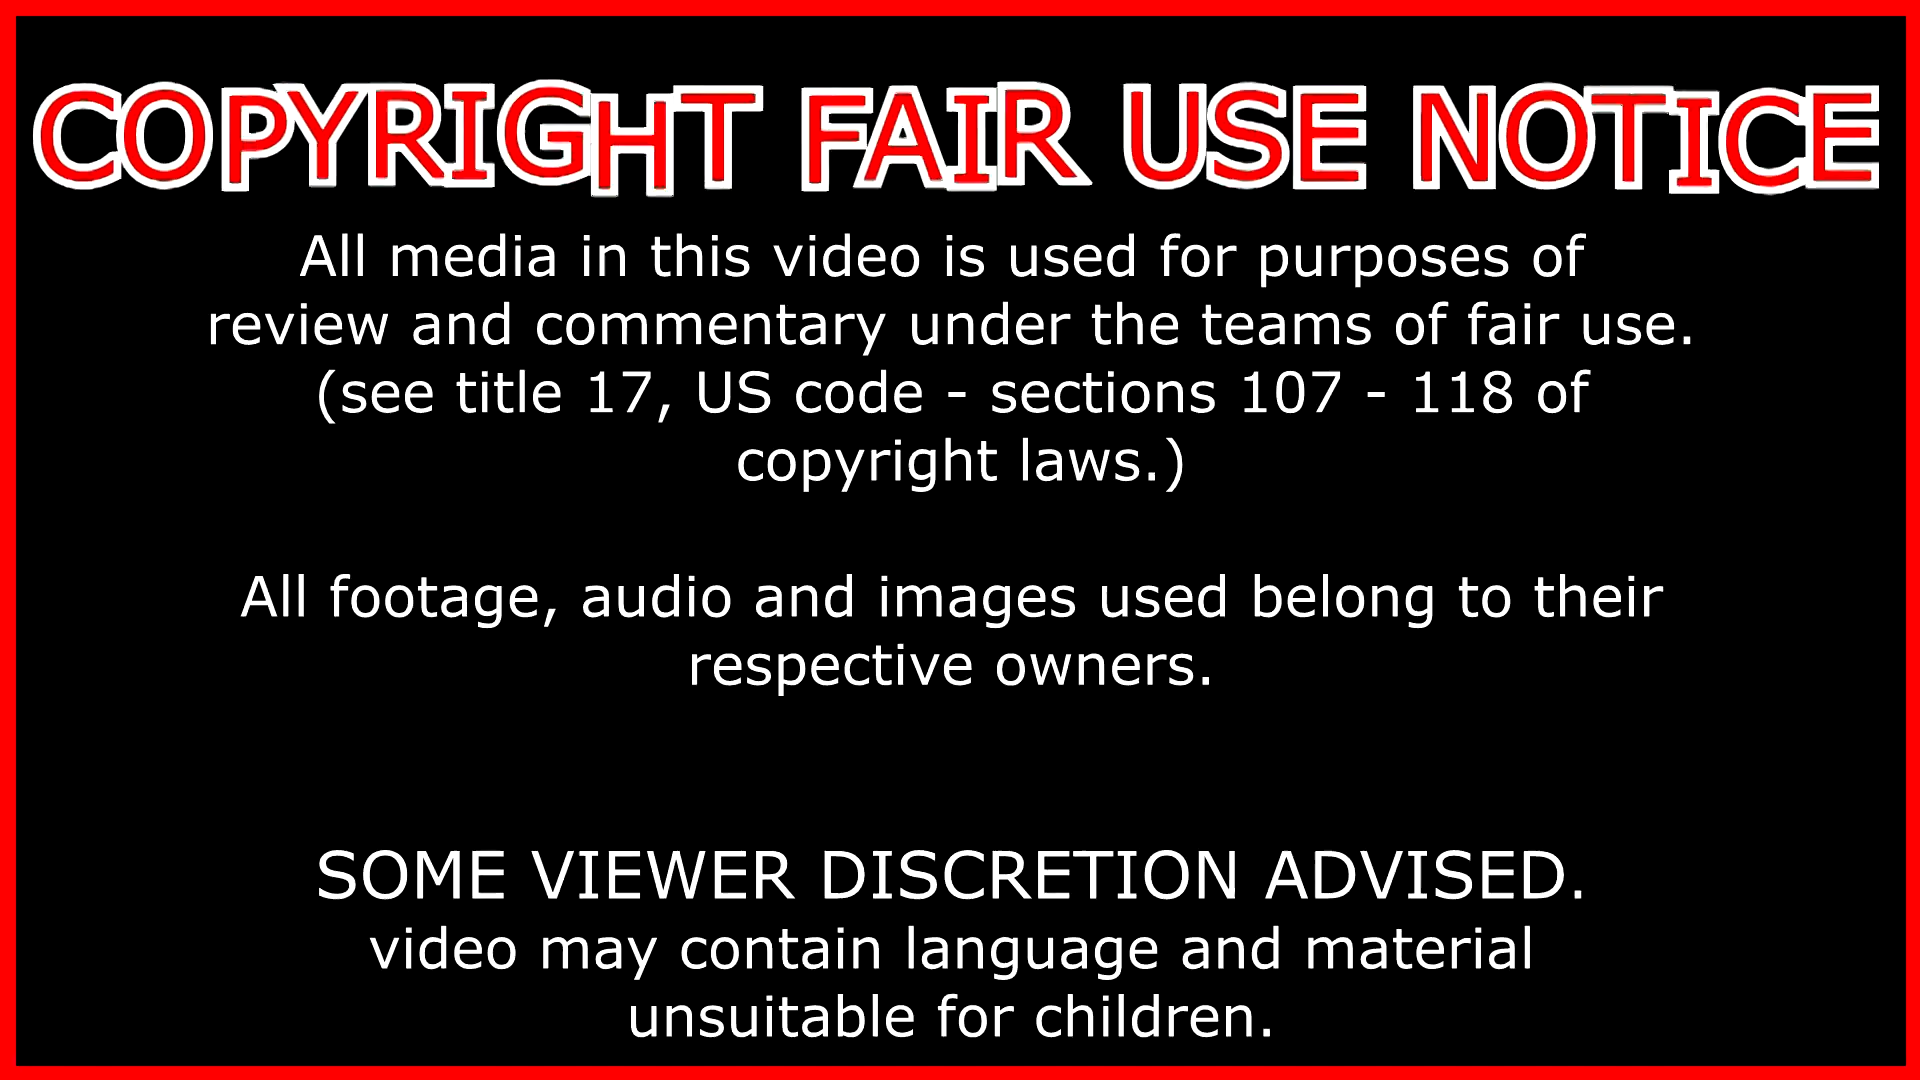 COPYRIGHT FAIR USE NOTICE
All media in this video is used for purposes of
review and commentary under the teams of fair use.
(see title 17, US code - sections 107 - 118 of
copyright laws.)
All footage, audio and images used belong to their
respective owners.
SOME VIEWER DISCRETION ADVISED.
video may contain language and material
unsuitable for children.